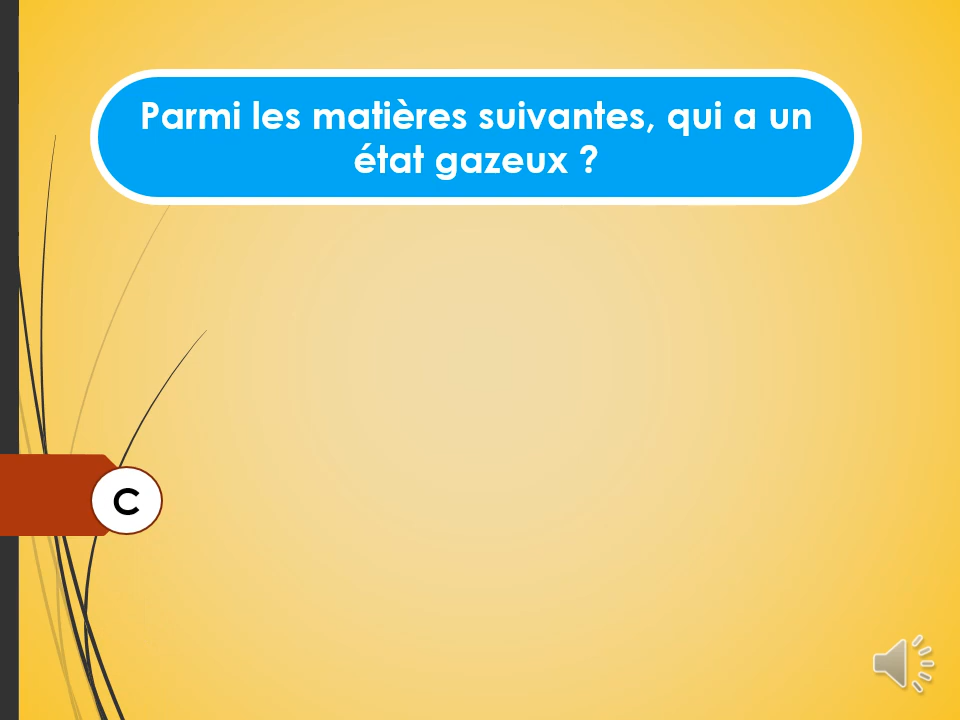 Parmi les matières suivantes, qui a un
état gazeux ?
C